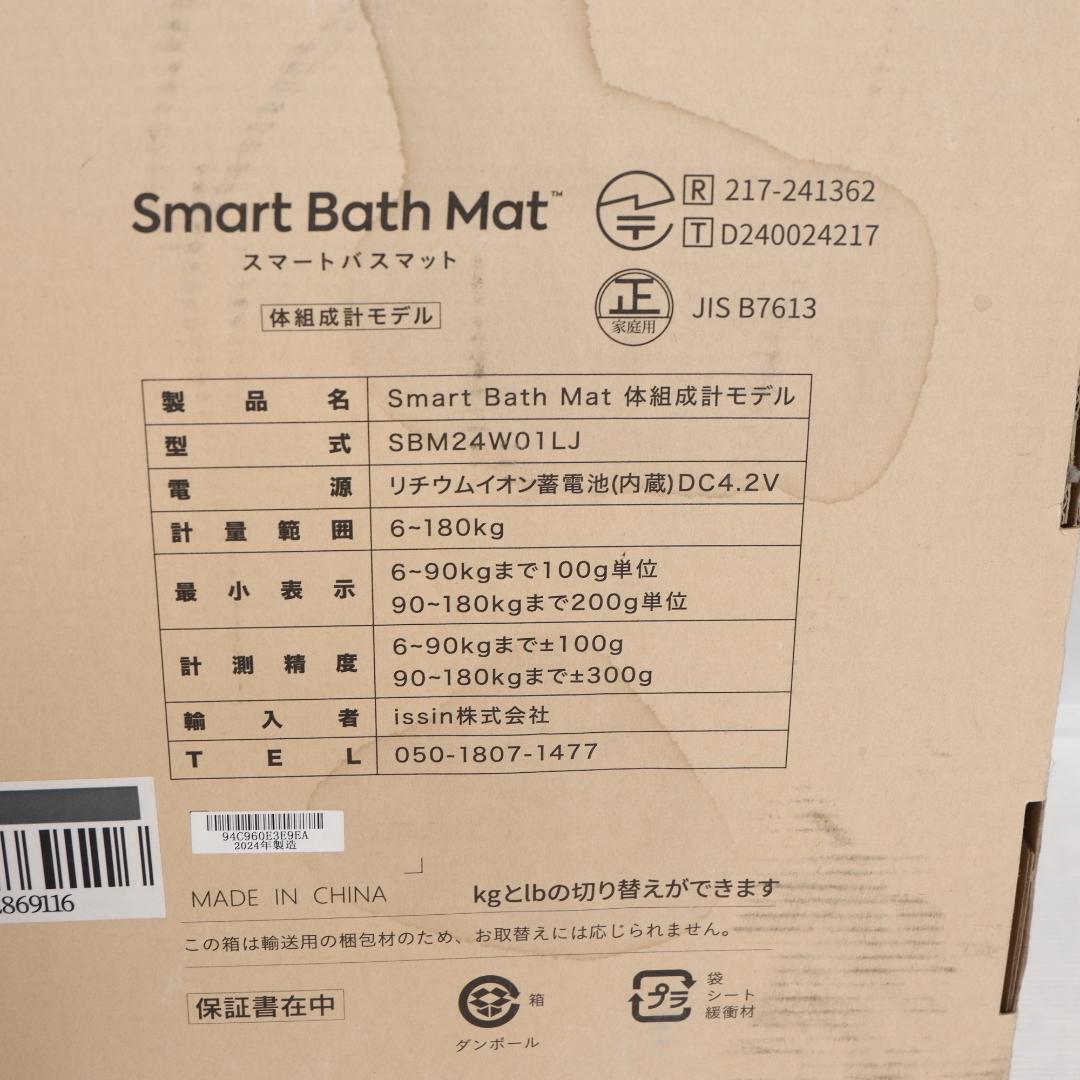 Smart Bath Mat™
スマートバスマット
体組成計モデル
R 217-241362
T D240024217
正
家庭用
JIS B7613
製品名 Smart Bath Mat 体組成計モデル
型式 SBM24W01LJ
電源 リチウムイオン蓄電池(内蔵)DC4.2V
計量範囲 6~180kg
最小表示 6~90kgまで100g単位
90~180kgまで200g単位
計測精度 6~90kgまで±100g
90~180kgまで±300g
輸入者 issin株式会社
TEL 050-1807-1477
94C960E3E9EA
2024年製造
869116
MADE IN CHINA
kgとlbの切り替えができます
この箱は輸送用の梱包材のため、お取替えには応じられません。
保証書在中
箱
ダンボール
プラ
袋
シート
緩衝材